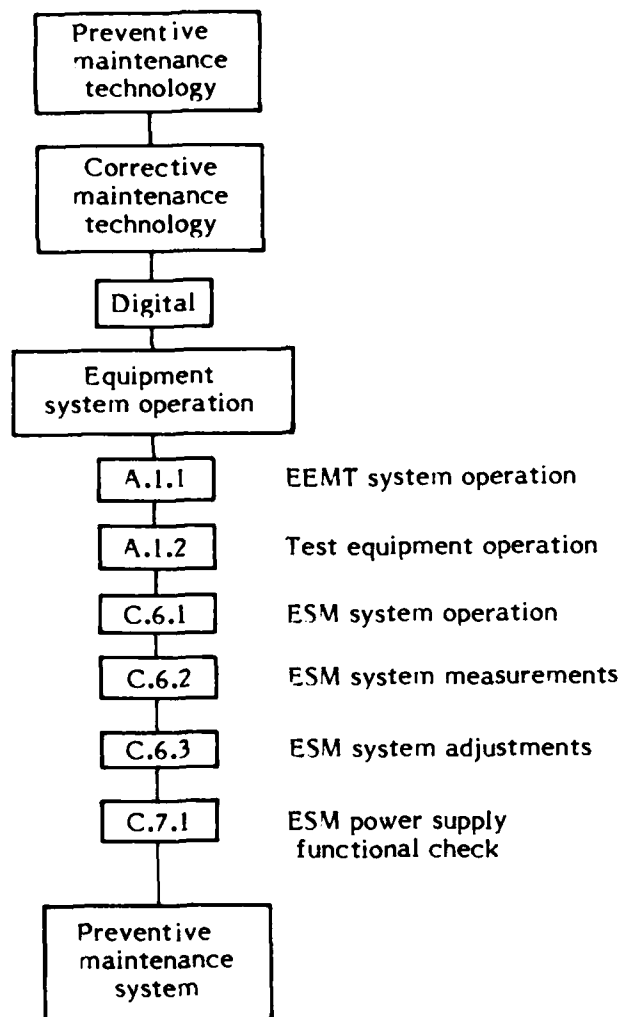 Preventive
maintenance
technology
Corrective
maintenance
technology
Digital
Equipment
system operation
A.1.1 EEMT system operation
A.1.2 Test equipment operation
C.6.1 ESM system operation
C.6.2 ESM system measurements
C.6.3 ESM system adjustments
C.7.1 ESM power supply
functional check
Preventive
maintenance
system